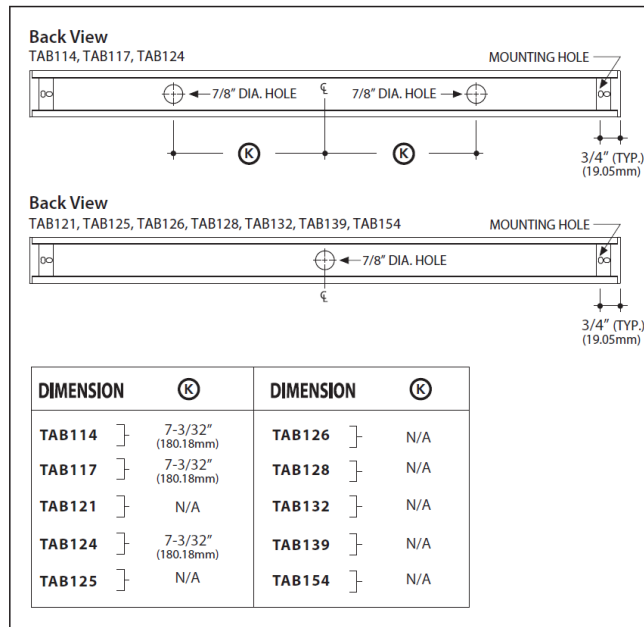 Back View
TAB114, TAB117, TAB124
MOUNTING HOLE
7/8" DIA. HOLE
℄
7/8" DIA. HOLE
K
K
3/4" (TYP.)
(19.05mm)
Back View
TAB121, TAB125, TAB126, TAB128, TAB132, TAB139, TAB154
MOUNTING HOLE
7/8" DIA. HOLE
℄
3/4" (TYP.)
(19.05mm)
DIMENSION K DIMENSION K
TAB114 7-3/32" (180.18mm) TAB126 N/A
TAB117 7-3/32" (180.18mm) TAB128 N/A
TAB121 N/A TAB132 N/A
TAB124 7-3/32" (180.18mm) TAB139 N/A
TAB125 N/A TAB154 N/A